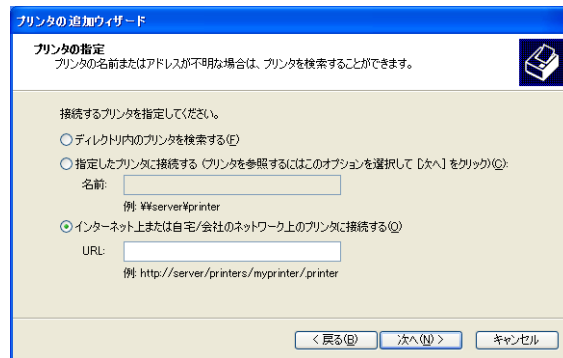 プリンタの追加ウィザード
プリンタの指定
プリンタの名前またはアドレスが不明な場合は、プリンタを検索することができます。
接続するプリンタを指定してください。
ディレクトリ内のプリンタを検索する(F)
指定したプリンタに接続する (プリンタを参照するにはこのオプションを選択して [次へ] をクリック)(C):
名前:
例: ¥¥server¥printer
インターネット上または自宅/会社のネットワーク上のプリンタに接続する(O)
URL:
例: http://server/printers/myprinter/.printer
< 戻る(B) 次へ(N) > キャンセル